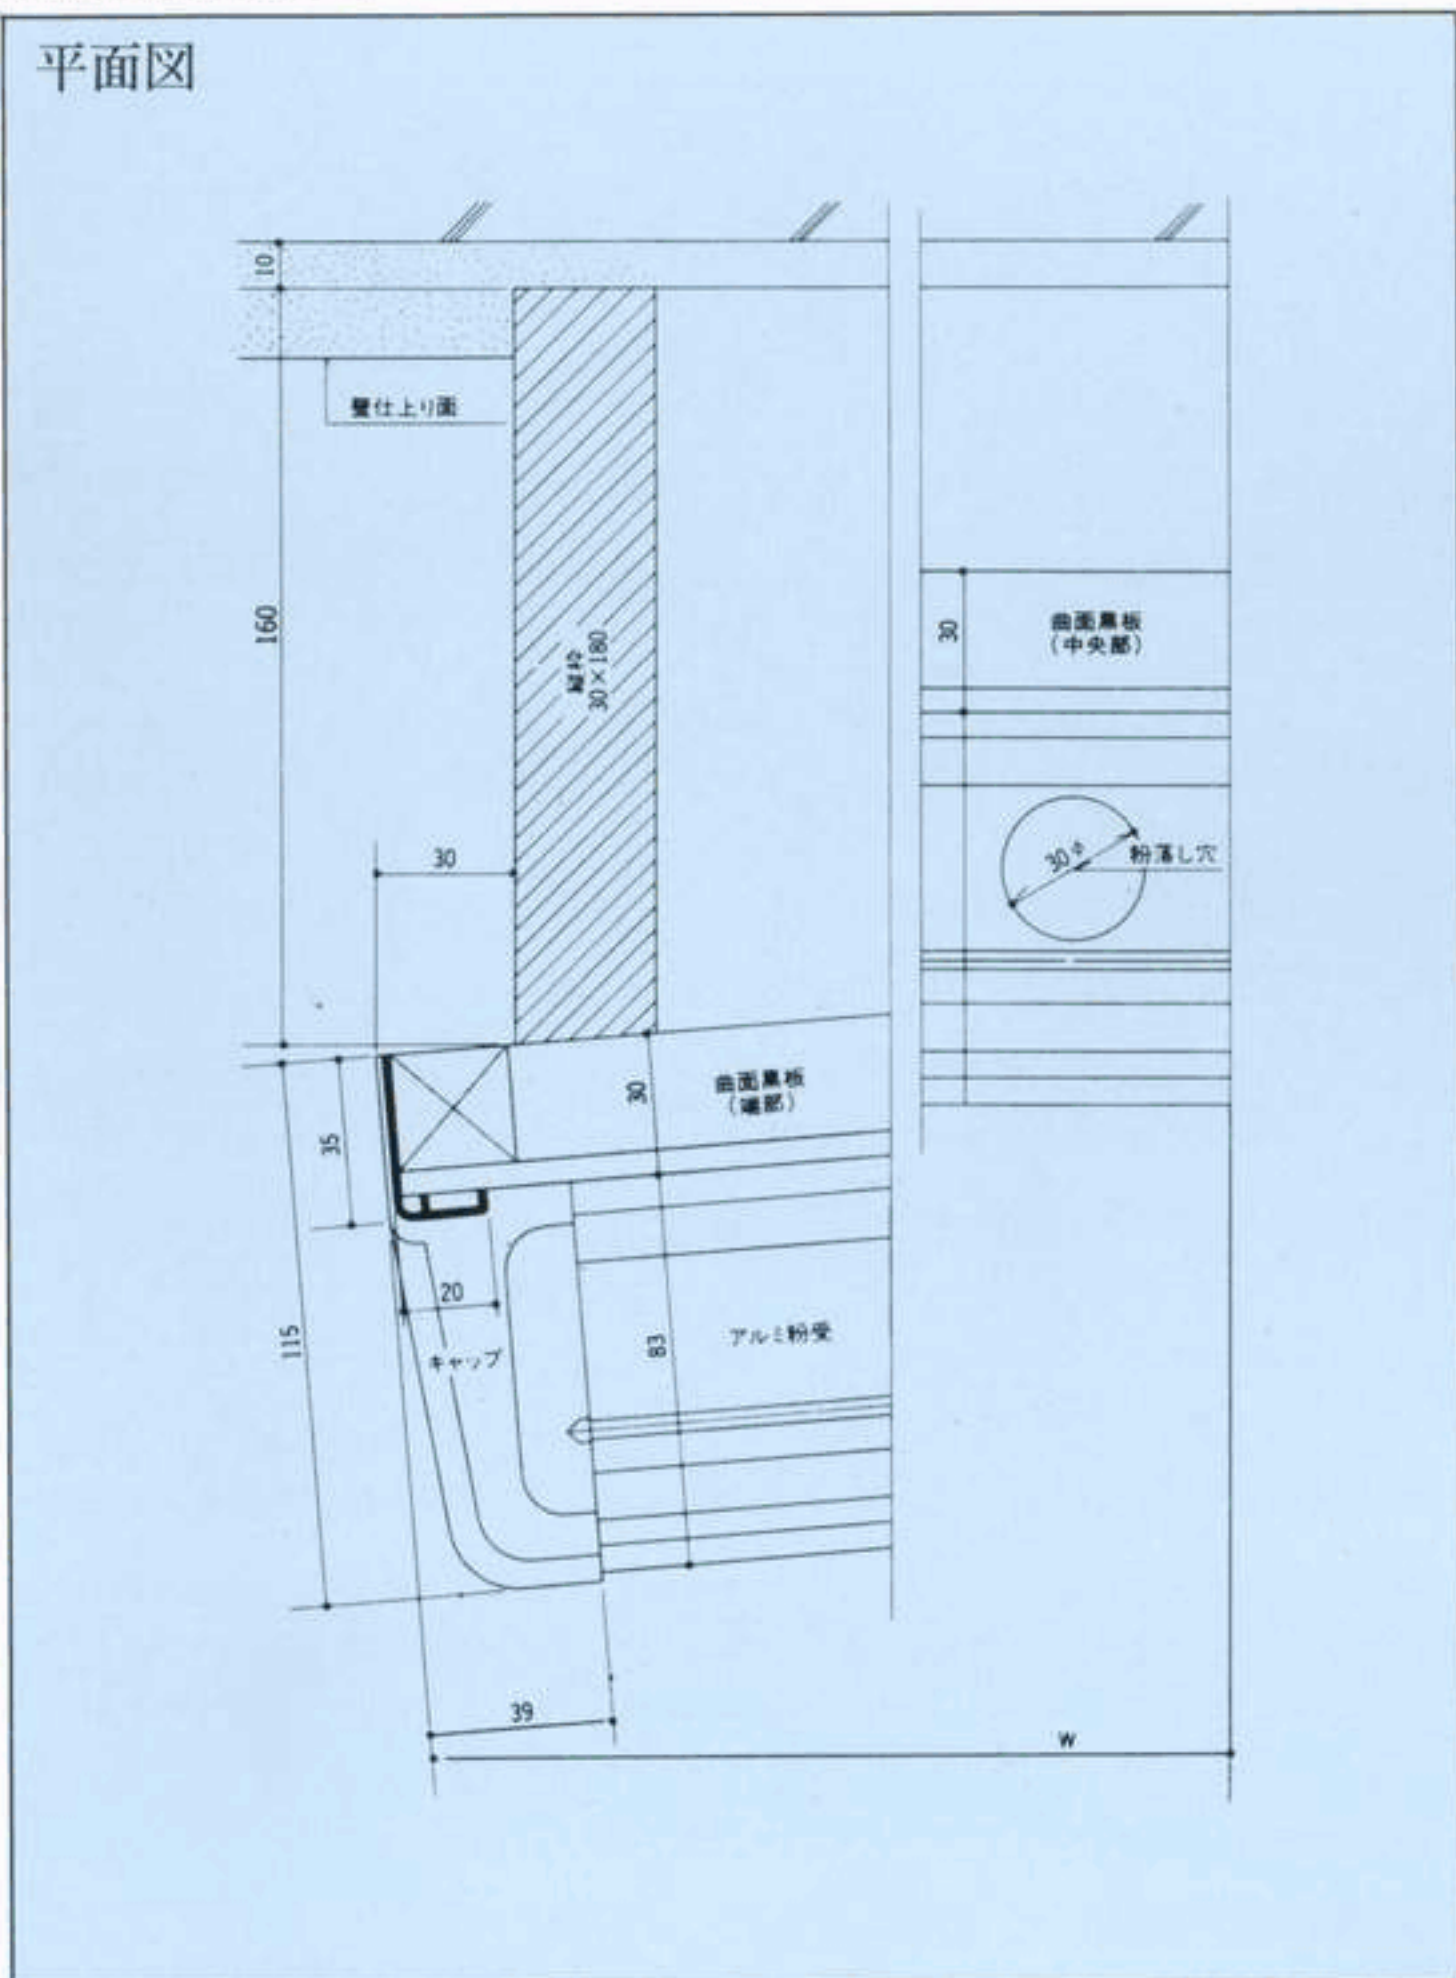 平面図
10
壁仕上り面
160
縦枠
30×180
30
曲面黒板
(中央部)
30
30φ
粉落し穴
30
曲面黒板
(端部)
35
20
キャップ
115
83
アルミ粉受
39
W